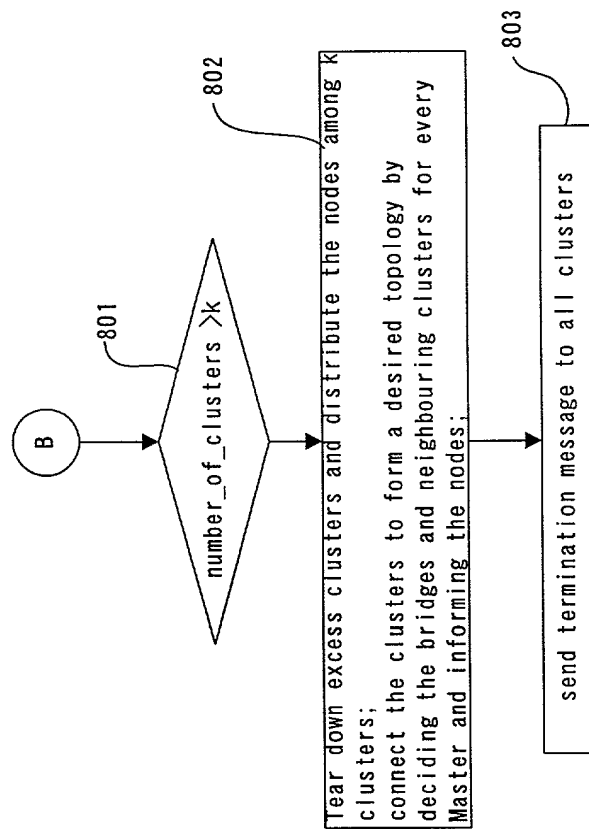 B
801
number_of_clusters >k
802
Tear down excess clusters and distribute the nodes among k
clusters;
connect the clusters to form a desired topology by
deciding the bridges and neighbouring clusters for every
Master and informing the nodes;
803
send termination message to all clusters